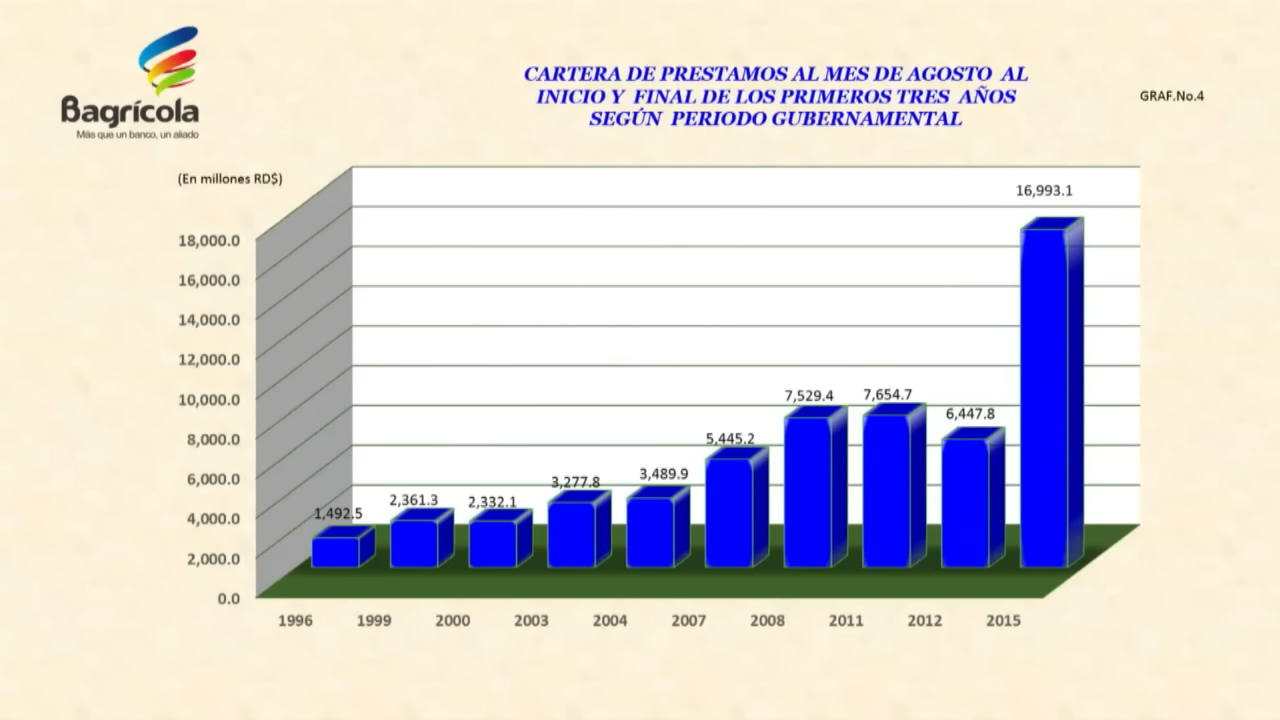 Bagrícola
Más que un banco, un aliado
CARTERA DE PRESTAMOS AL MES DE AGOSTO AL
INICIO Y FINAL DE LOS PRIMEROS TRES AÑOS
SEGÚN PERIODO GUBERNAMENTAL
GRAF.No.4
(En millones RD$)
18,000.0
16,000.0
14,000.0
12,000.0
10,000.0
8,000.0
6,000.0
4,000.0
2,000.0
0.0
1,492.5
2,361.3
2,332.1
3,277.8
3,489.9
5,445.2
7,529.4
7,654.7
6,447.8
16,993.1
1996 1999 2000 2003 2004 2007 2008 2011 2012 2015